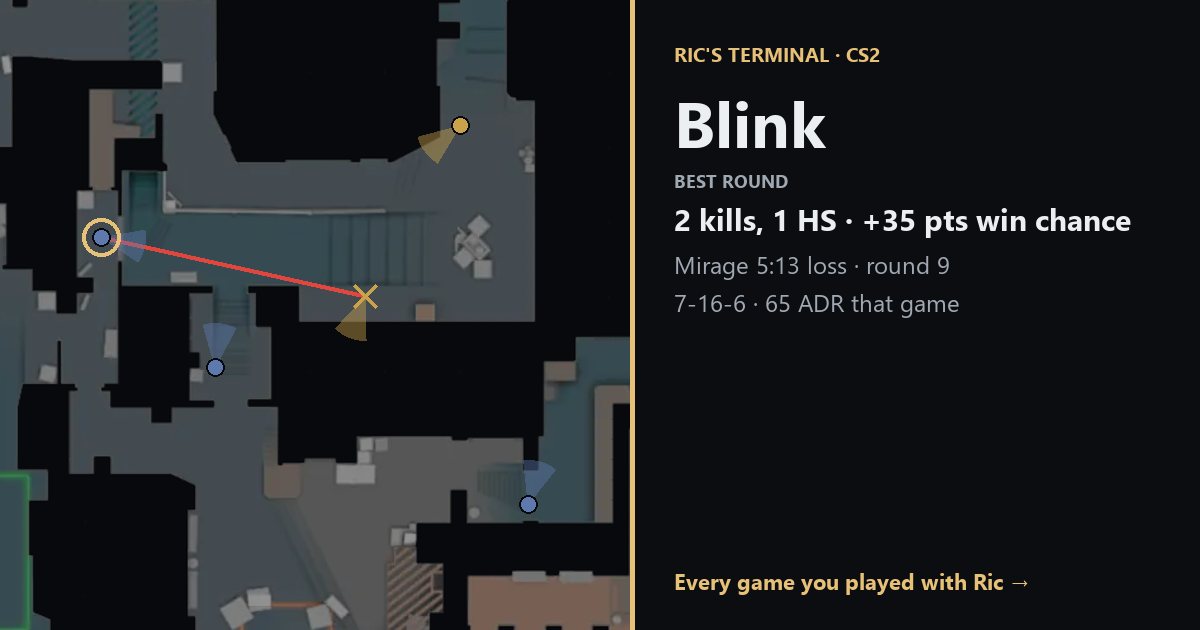 RIC'S TERMINAL · CS2
Blink
BEST ROUND
2 kills, 1 HS · +35 pts win chance
Mirage 5:13 loss · round 9
7-16-6 · 65 ADR that game
Every game you played with Ric →